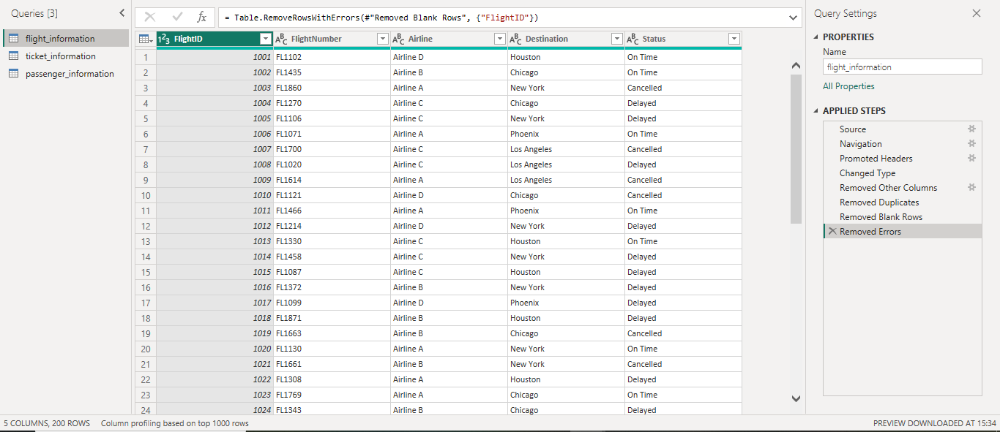 Queries [3]
flight_information
ticket_information
passenger_information
= Table.RemoveRowsWithErrors(#"Removed Blank Rows", {"FlightID"})
1²3 FlightID ABC FlightNumber ABC Airline ABC Destination ABC Status
1 1001 FL1102 Airline D Houston On Time
2 1002 FL1435 Airline B Chicago On Time
3 1003 FL1860 Airline A New York Cancelled
4 1004 FL1270 Airline C Chicago Delayed
5 1005 FL1106 Airline C New York Delayed
6 1006 FL1071 Airline A Phoenix On Time
7 1007 FL1700 Airline C Los Angeles Cancelled
8 1008 FL1020 Airline C Los Angeles Delayed
9 1009 FL1614 Airline A Los Angeles Cancelled
10 1010 FL1121 Airline D Chicago Cancelled
11 1011 FL1466 Airline A Phoenix On Time
12 1012 FL1214 Airline D New York Delayed
13 1013 FL1330 Airline C Houston On Time
14 1014 FL1458 Airline C New York Delayed
15 1015 FL1087 Airline C Houston Delayed
16 1016 FL1372 Airline B New York Delayed
17 1017 FL1099 Airline D Phoenix Delayed
18 1018 FL1871 Airline B Houston Delayed
19 1019 FL1663 Airline B Chicago Cancelled
20 1020 FL1130 Airline A New York On Time
21 1021 FL1661 Airline B New York Cancelled
22 1022 FL1308 Airline A Houston Delayed
23 1023 FL1769 Airline A Chicago On Time
24 1024 FL1343 Airline B Chicago Delayed
Query Settings
PROPERTIES
Name
flight_information
All Properties
APPLIED STEPS
Source
Navigation
Promoted Headers
Changed Type
Removed Other Columns
Removed Duplicates
Removed Blank Rows
Removed Errors
5 COLUMNS, 200 ROWS Column profiling based on top 1000 rows
PREVIEW DOWNLOADED AT 15:34